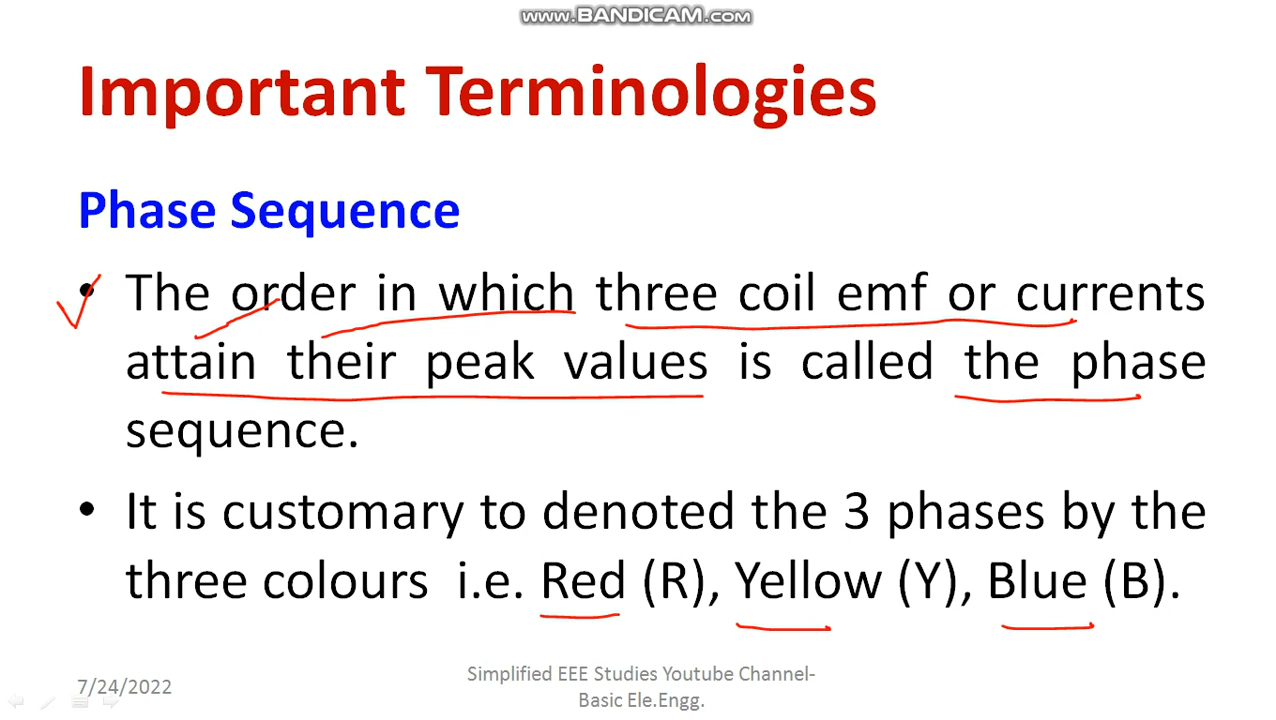 www.BANDICAM.com
Important Terminologies
Phase Sequence
• The order in which three coil emf or currents
attain their peak values is called the phase
sequence.
• It is customary to denoted the 3 phases by the
three colours i.e. Red (R), Yellow (Y), Blue (B).
7/24/2022
Simplified EEE Studies Youtube Channel-
Basic Ele.Engg.